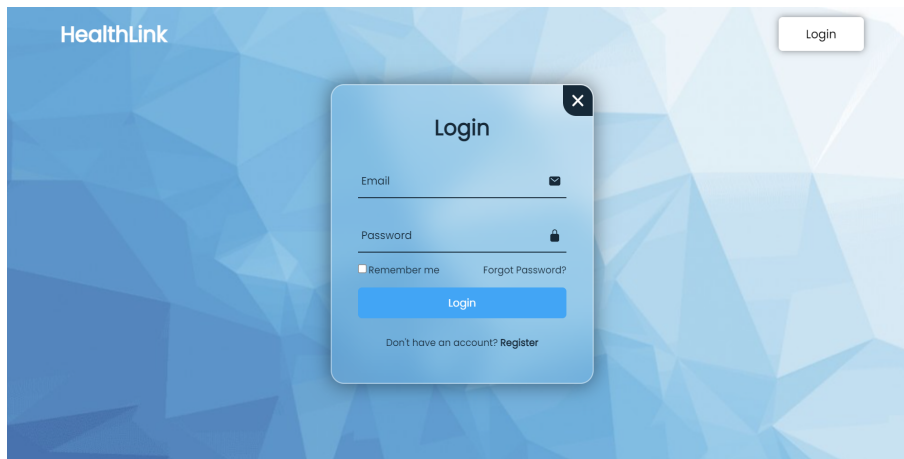 HealthLink
Login
Login
Email
Password
Remember me Forgot Password?
Login
Don't have an account? Register